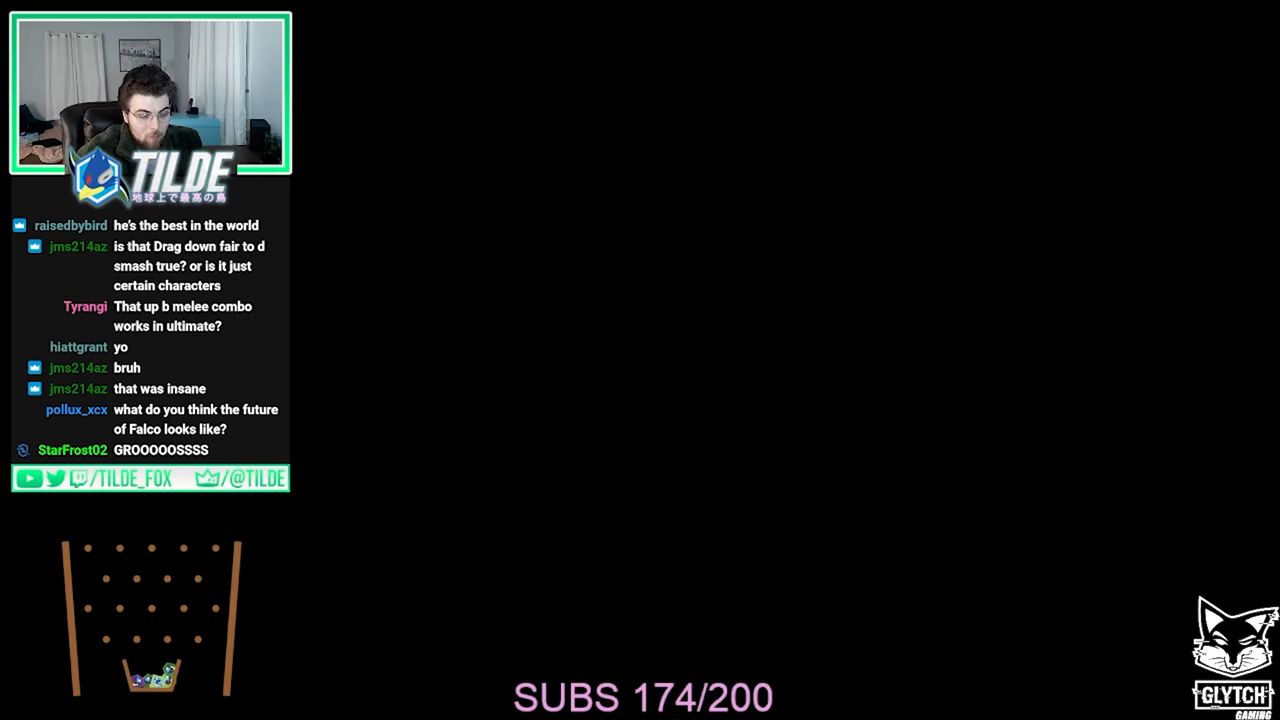 TILDE
地球上で最高の鳥
raisedbybird he's the best in the world
jms214az is that Drag down fair to d
smash true? or is it just
certain characters
Tyrangi That up b melee combo
works in ultimate?
hiattgrant yo
jms214az bruh
jms214az that was insane
pollux_xcx what do you think the future
of Falco looks like?
StarFrost02 GROOOOOSSSS
/TILDE_FOX /@TILDE
SUBS 174/200
GLYTCH
GAMING